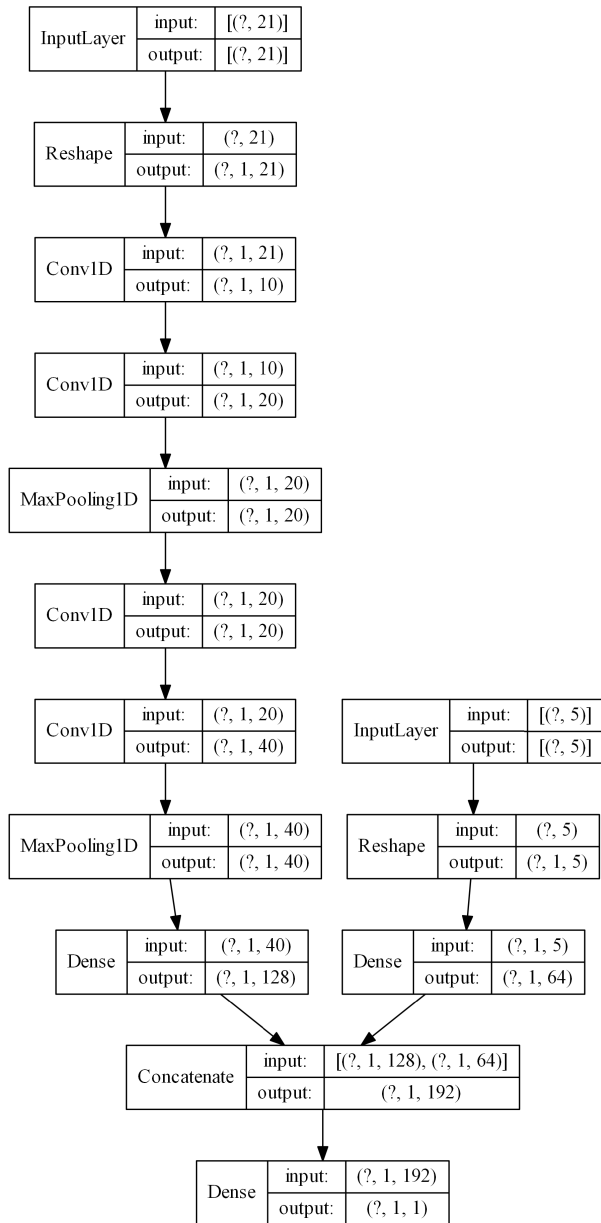 InputLayer
input: [(?, 21)]
output: [(?, 21)]
Reshape
input: (?, 21)
output: (?, 1, 21)
Conv1D
input: (?, 1, 21)
output: (?, 1, 10)
Conv1D
input: (?, 1, 10)
output: (?, 1, 20)
MaxPooling1D
input: (?, 1, 20)
output: (?, 1, 20)
Conv1D
input: (?, 1, 20)
output: (?, 1, 20)
Conv1D
input: (?, 1, 20)
output: (?, 1, 40)
InputLayer
input: [(?, 5)]
output: [(?, 5)]
MaxPooling1D
input: (?, 1, 40)
output: (?, 1, 40)
Reshape
input: (?, 5)
output: (?, 1, 5)
Dense
input: (?, 1, 40)
output: (?, 1, 128)
Dense
input: (?, 1, 5)
output: (?, 1, 64)
Concatenate
input: [(?, 1, 128), (?, 1, 64)]
output: (?, 1, 192)
Dense
input: (?, 1, 192)
output: (?, 1, 1)